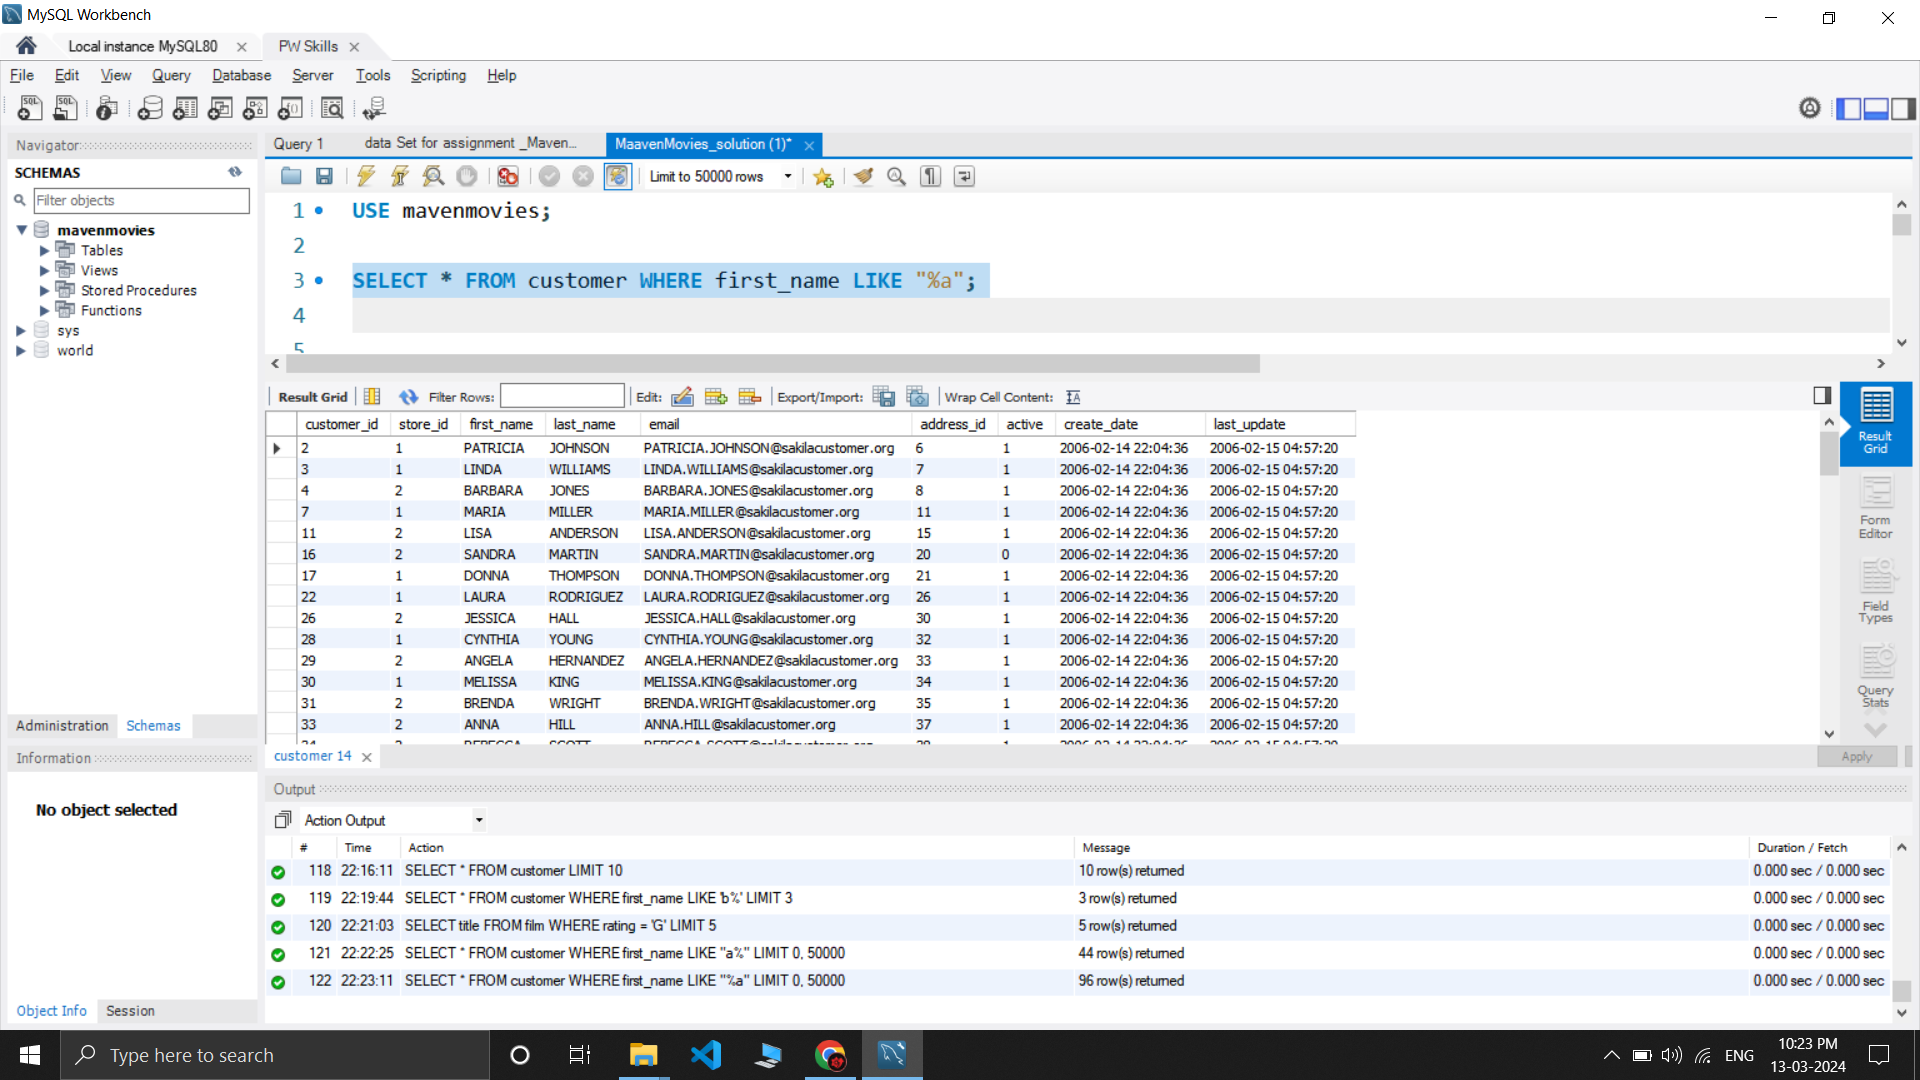 MySQL Workbench
Local instance MySQL80
PW Skills
File Edit View Query Database Server Tools Scripting Help
Navigator
SCHEMAS
Filter objects
mavenmovies
Tables
Views
Stored Procedures
Functions
sys
world
Administration Schemas
Information
No object selected
Object Info Session
Query 1
data Set for assignment _Maven...
MaavenMovies_solution (1)*
Limit to 50000 rows
1 USE mavenmovies;
2
3 SELECT * FROM customer WHERE first_name LIKE "%a";
4
5
Result Grid Filter Rows: Edit: Export/Import: Wrap Cell Content:
customer_id store_id first_name last_name email address_id active create_date last_update
2 1 PATRICIA JOHNSON PATRICIA.JOHNSON@sakilacustomer.org 6 1 2006-02-14 22:04:36 2006-02-15 04:57:20
3 1 LINDA WILLIAMS LINDA.WILLIAMS@sakilacustomer.org 7 1 2006-02-14 22:04:36 2006-02-15 04:57:20
4 2 BARBARA JONES BARBARA.JONES@sakilacustomer.org 8 1 2006-02-14 22:04:36 2006-02-15 04:57:20
7 1 MARIA MILLER MARIA.MILLER@sakilacustomer.org 11 1 2006-02-14 22:04:36 2006-02-15 04:57:20
11 2 LISA ANDERSON LISA.ANDERSON@sakilacustomer.org 15 1 2006-02-14 22:04:36 2006-02-15 04:57:20
16 2 SANDRA MARTIN SANDRA.MARTIN@sakilacustomer.org 20 0 2006-02-14 22:04:36 2006-02-15 04:57:20
17 1 DONNA THOMPSON DONNA.THOMPSON@sakilacustomer.org 21 1 2006-02-14 22:04:36 2006-02-15 04:57:20
22 1 LAURA RODRIGUEZ LAURA.RODRIGUEZ@sakilacustomer.org 26 1 2006-02-14 22:04:36 2006-02-15 04:57:20
26 2 JESSICA HALL JESSICA.HALL@sakilacustomer.org 30 1 2006-02-14 22:04:36 2006-02-15 04:57:20
28 1 CYNTHIA YOUNG CYNTHIA.YOUNG@sakilacustomer.org 32 1 2006-02-14 22:04:36 2006-02-15 04:57:20
29 2 ANGELA HERNANDEZ ANGELA.HERNANDEZ@sakilacustomer.org 33 1 2006-02-14 22:04:36 2006-02-15 04:57:20
30 1 MELISSA KING MELISSA.KING@sakilacustomer.org 34 1 2006-02-14 22:04:36 2006-02-15 04:57:20
31 2 BRENDA WRIGHT BRENDA.WRIGHT@sakilacustomer.org 35 1 2006-02-14 22:04:36 2006-02-15 04:57:20
33 2 ANNA HILL ANNA.HILL@sakilacustomer.org 37 1 2006-02-14 22:04:36 2006-02-15 04:57:20
Result Grid
Form Editor
Field Types
Query Stats
customer 14
Apply
Output
Action Output
# Time Action Message Duration / Fetch
118 22:16:11 SELECT * FROM customer LIMIT 10 10 row(s) returned 0.000 sec / 0.000 sec
119 22:19:44 SELECT * FROM customer WHERE first_name LIKE 'b%' LIMIT 3 3 row(s) returned 0.000 sec / 0.000 sec
120 22:21:03 SELECT title FROM film WHERE rating = 'G' LIMIT 5 5 row(s) returned 0.000 sec / 0.000 sec
121 22:22:25 SELECT * FROM customer WHERE first_name LIKE "a%" LIMIT 0, 50000 44 row(s) returned 0.000 sec / 0.000 sec
122 22:23:11 SELECT * FROM customer WHERE first_name LIKE "%a" LIMIT 0, 50000 96 row(s) returned 0.000 sec / 0.000 sec
Type here to search
ENG
10:23 PM
13-03-2024